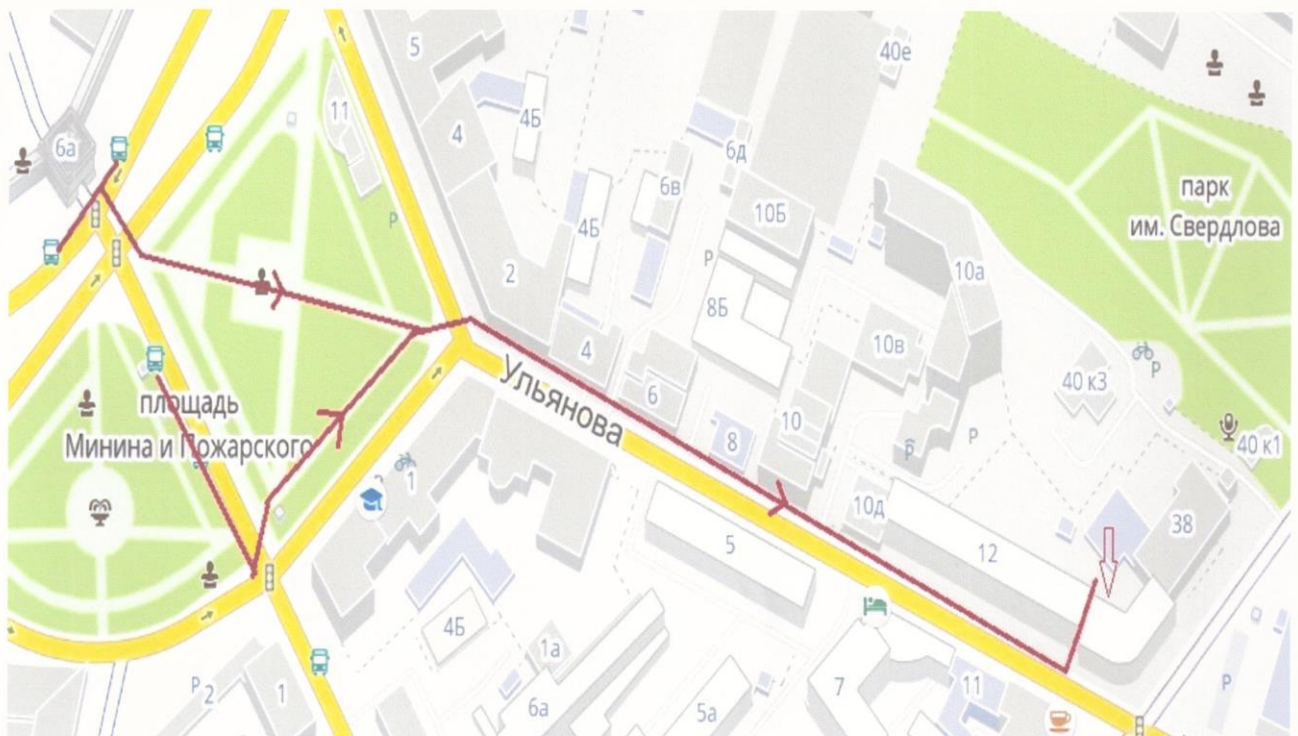 5
40е
6а
11
4
4Б
6д
6в
парк
им. Свердлова
10Б
4Б
Р
2
Р
10а
8Б
4
10в
40 к3
Р
площадь
Минина и Пожарского
Ульянова
6
8
10
Р
Р
40 к1
1
10д
5
12
38
4Б
1а
Р
2
1
6а
5а
7
11
Р